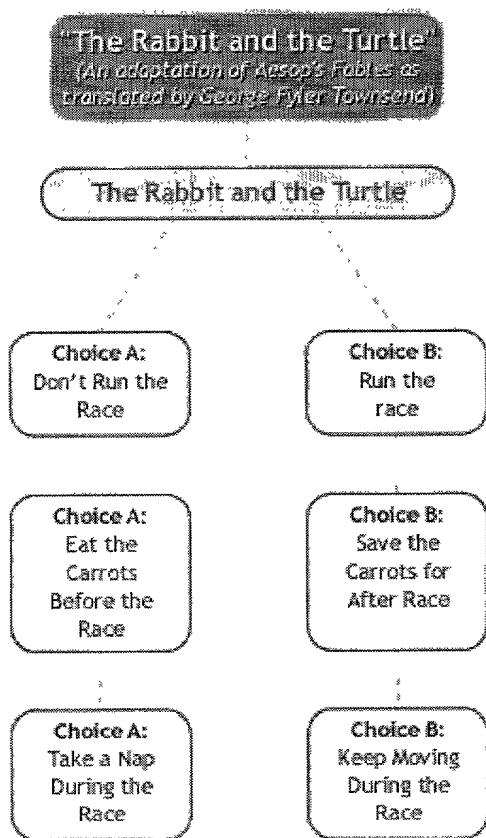 "The Rabbit and the Turtle"
(An adaptation of Aesop's Fables as
translated by George Fyler Townsend)
The Rabbit and the Turtle
Choice A:
Don't Run the
Race
Choice B:
Run the
race
Choice A:
Eat the
Carrots
Before the
Race
Choice B:
Save the
Carrots for
After Race
Choice A:
Take a Nap
During the
Race
Choice B:
Keep Moving
During the
Race